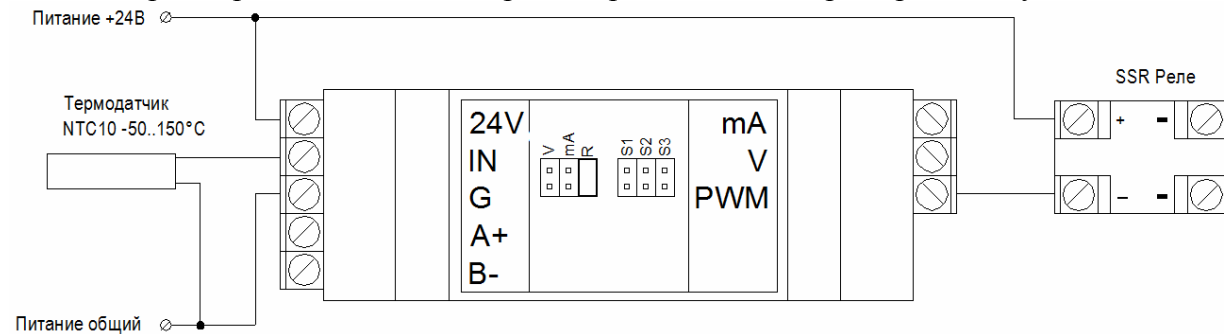 Питание +24В
SSR Реле
Термодатчик
NTC10 -50..150°C
24V
IN
G
A+
B-
V
mA
R
S1
S2
S3
mA
V
PWM
+ -
– -
Питание общий